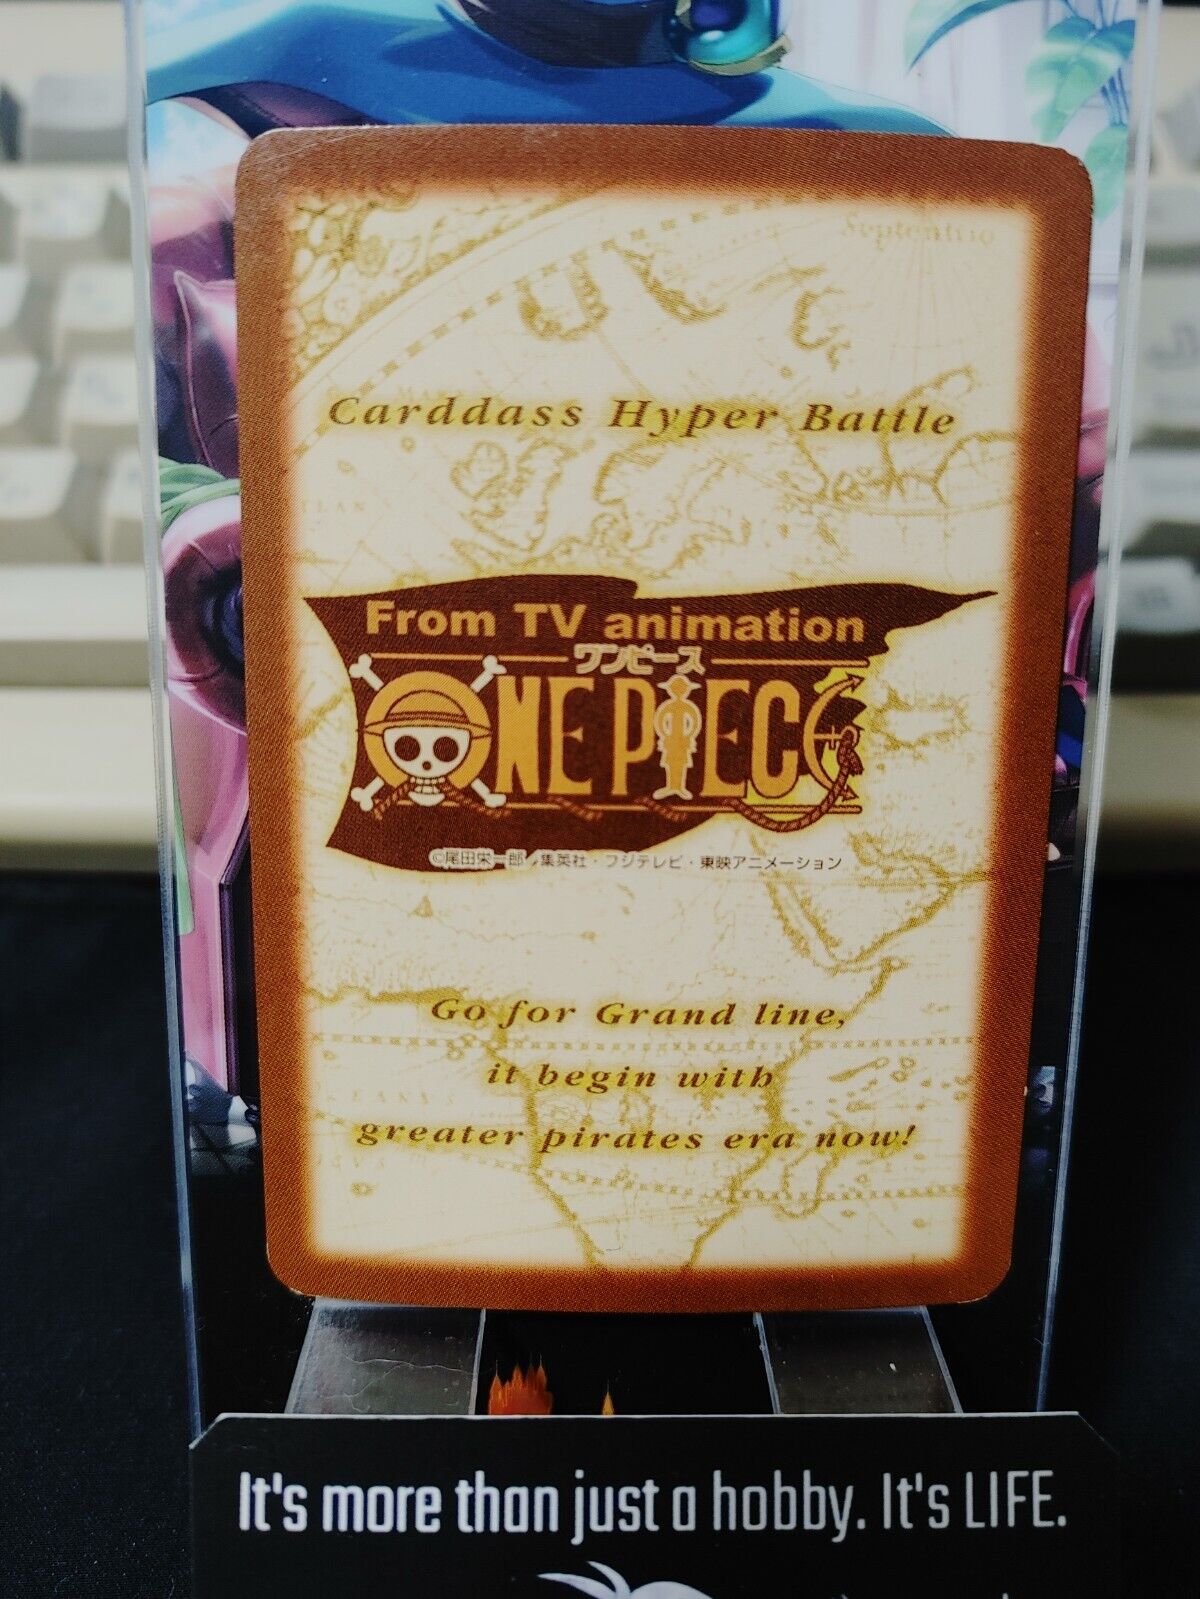 Septentrio
Carddass Hyper Battle
From TV animation
ワンピース
ONE PIECE
©尾田栄一郎／集英社・フジテレビ・東映アニメーション
Go for Grand line,
it begin with
greater pirates era now!
It's more than just a hobby. It's LIFE.